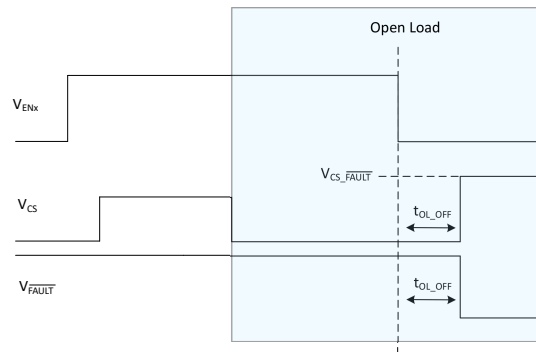 Open Load
VENx
VCS_FAULT
VCS
tOL_OFF
VFAULT
tOL_OFF